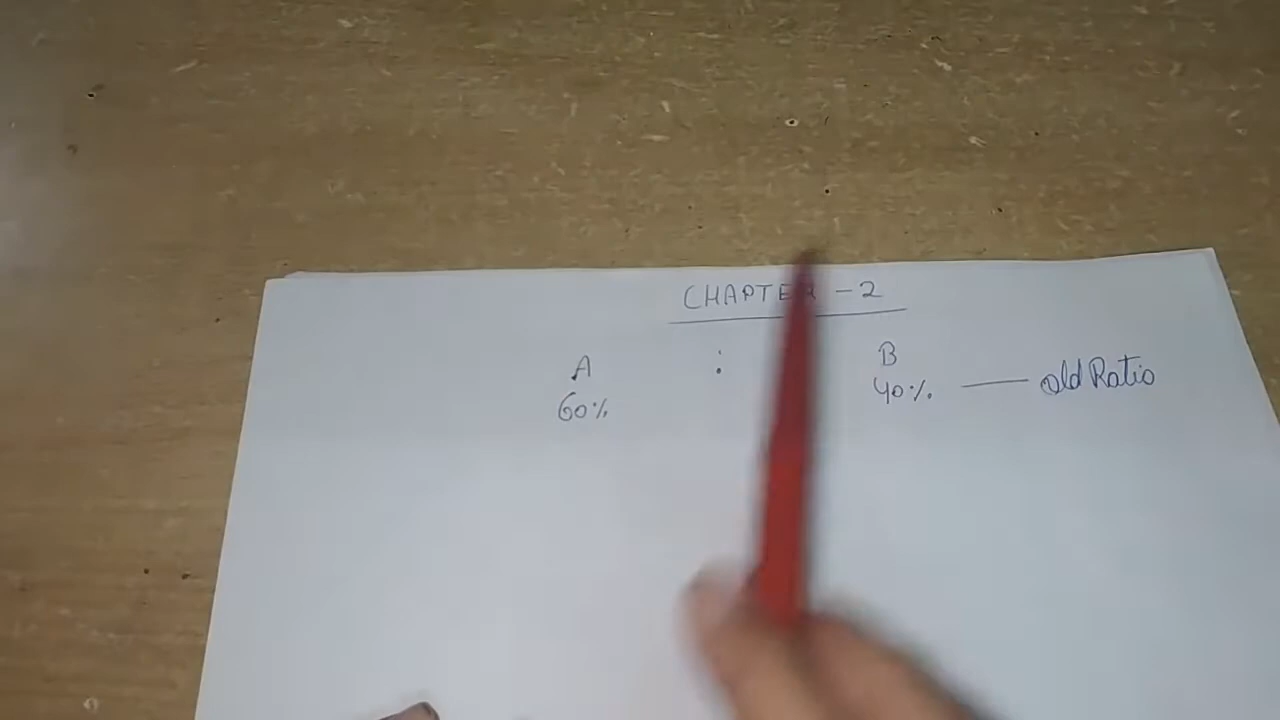 CHAPTER - 2
A : B
60% 40% — Old Ratio